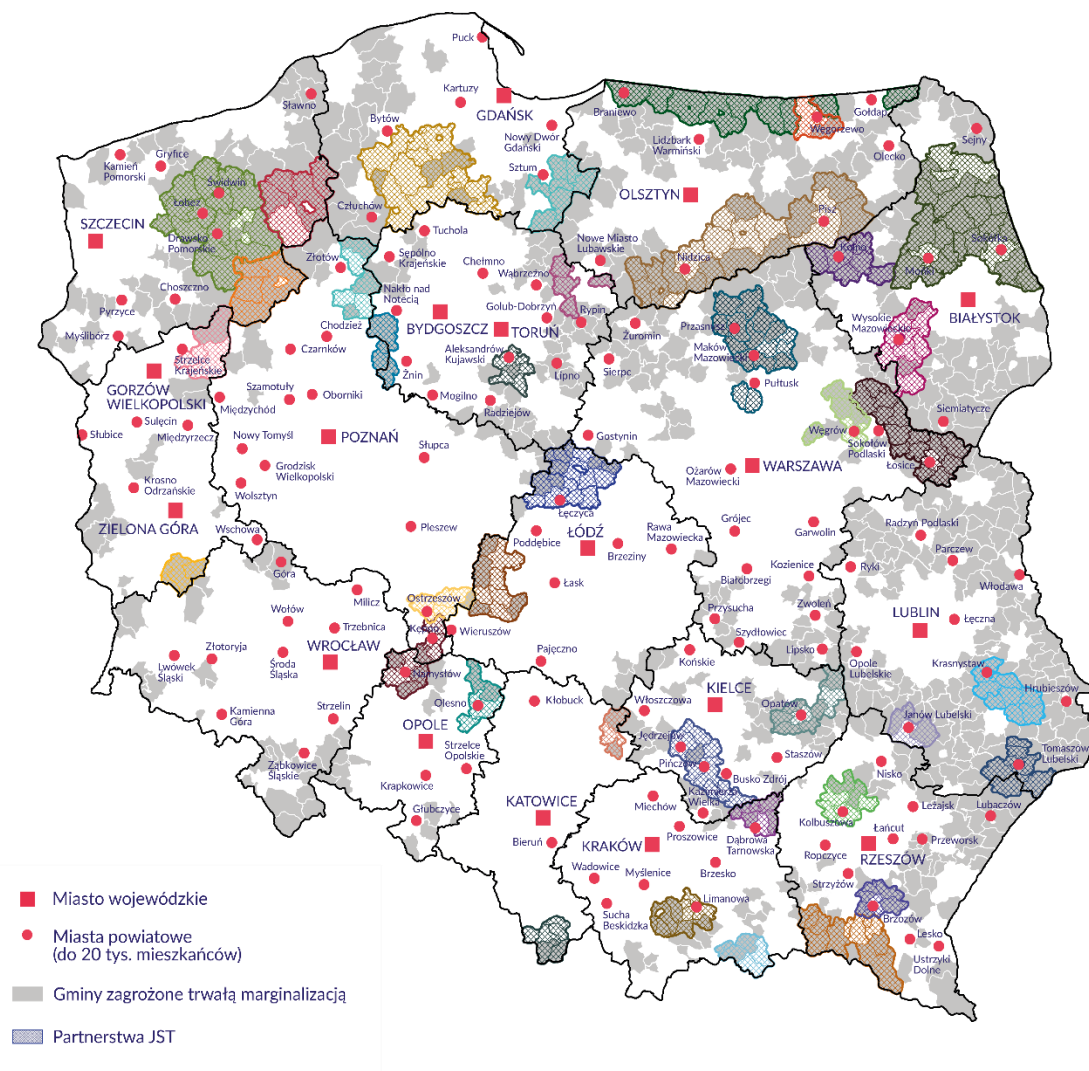 Puck
Sławno
Kartuzy
GDAŃSK
Bytów
Nowy Dwór
Gdański
Braniewo
Lidzbark
Warmiński
Węgorzewo
Gołdap
Olecko
Sejny
Kamień
Pomorski
Gryfice
Świdwin
Łobez
Drawsko
Pomorskie
SZCZECIN
Sztum
OLSZTYN
Człuchów
Pisz
Tuchola
Nowe Miasto
Lubawskie
Nidzica
Kolno
Mońki
Sokółka
Złotów
Sępólno
Krajeńskie
Chełmno
Wąbrzeźno
Choszczno
Pyrzyce
Nakło nad
Notecią
Golub-Dobrzyń
Rypin
BYDGOSZCZ
TORUŃ
Żuromin
Przasnysz
Maków
Mazowiecki
Wysokie
Mazowieckie
BIAŁYSTOK
Myślibórz
Strzelce
Krajeńskie
Chodzież
Czarnków
Aleksandrów
Kujawski
Żnin
Lipno
Sierpc
Pułtusk
GORZÓW
WIELKOPOLSKI
Szamotuły
Międzychód
Oborniki
Mogilno
Radziejów
Siemiatycze
Sulęcin
Słubice
Międzyrzecz
Nowy Tomyśl
POZNAŃ
Słupca
Gostynin
Węgrów
Sokołów
Podlaski
Łosice
Grodzisk
Wielkopolski
Ożarów
Mazowiecki
WARSZAWA
Krosno
Odrzańskie
Wolsztyn
Łęczyca
ZIELONA GÓRA
Wschowa
Pleszew
Poddębice
ŁÓDŹ
Rawa
Mazowiecka
Brzeziny
Grójec
Garwolin
Radzyń Podlaski
Parczew
Góra
Łask
Białobrzegi
Kozienice
Ryki
Włodawa
Milicz
Ostrzeszów
Wołów
Trzebnica
Kępno
Wieruszów
Przysucha
Zwoleń
LUBLIN
Łęczna
Złotoryja
WROCŁAW
Szydłowiec
Lipsko
Lwówek
Śląski
Środa
Śląska
Namysłów
Pajęczno
Końskie
Opole
Lubelskie
Krasnystaw
Olesno
Kłobuck
Włoszczowa
KIELCE
Opatów
Hrubieszów
Kamienna
Góra
Strzelin
OPOLE
Jędrzejów
Janów Lubelski
Ząbkowice
Śląskie
Strzelce
Opolskie
Pińczów
Staszów
Busko Zdrój
Tomaszów
Lubelski
Krapkowice
Kazimierza
Wielka
Nisko
KATOWICE
Miechów
Głubczyce
Proszowice
Dąbrowa
Tarnowska
Kolbuszowa
Leżajsk
Lubaczów
Bieruń
KRAKÓW
Łańcut
Przeworsk
RZESZÓW
Ropczyce
Brzesko
Wadowice
Myślenice
Strzyżów
Sucha
Beskidzka
Limanowa
Brzozów
Lesko
Ustrzyki
Dolne
Miasto wojewódzkie
Miasta powiatowe
(do 20 tys. mieszkańców)
Gminy zagrożone trwałą marginalizacją
Partnerstwa JST